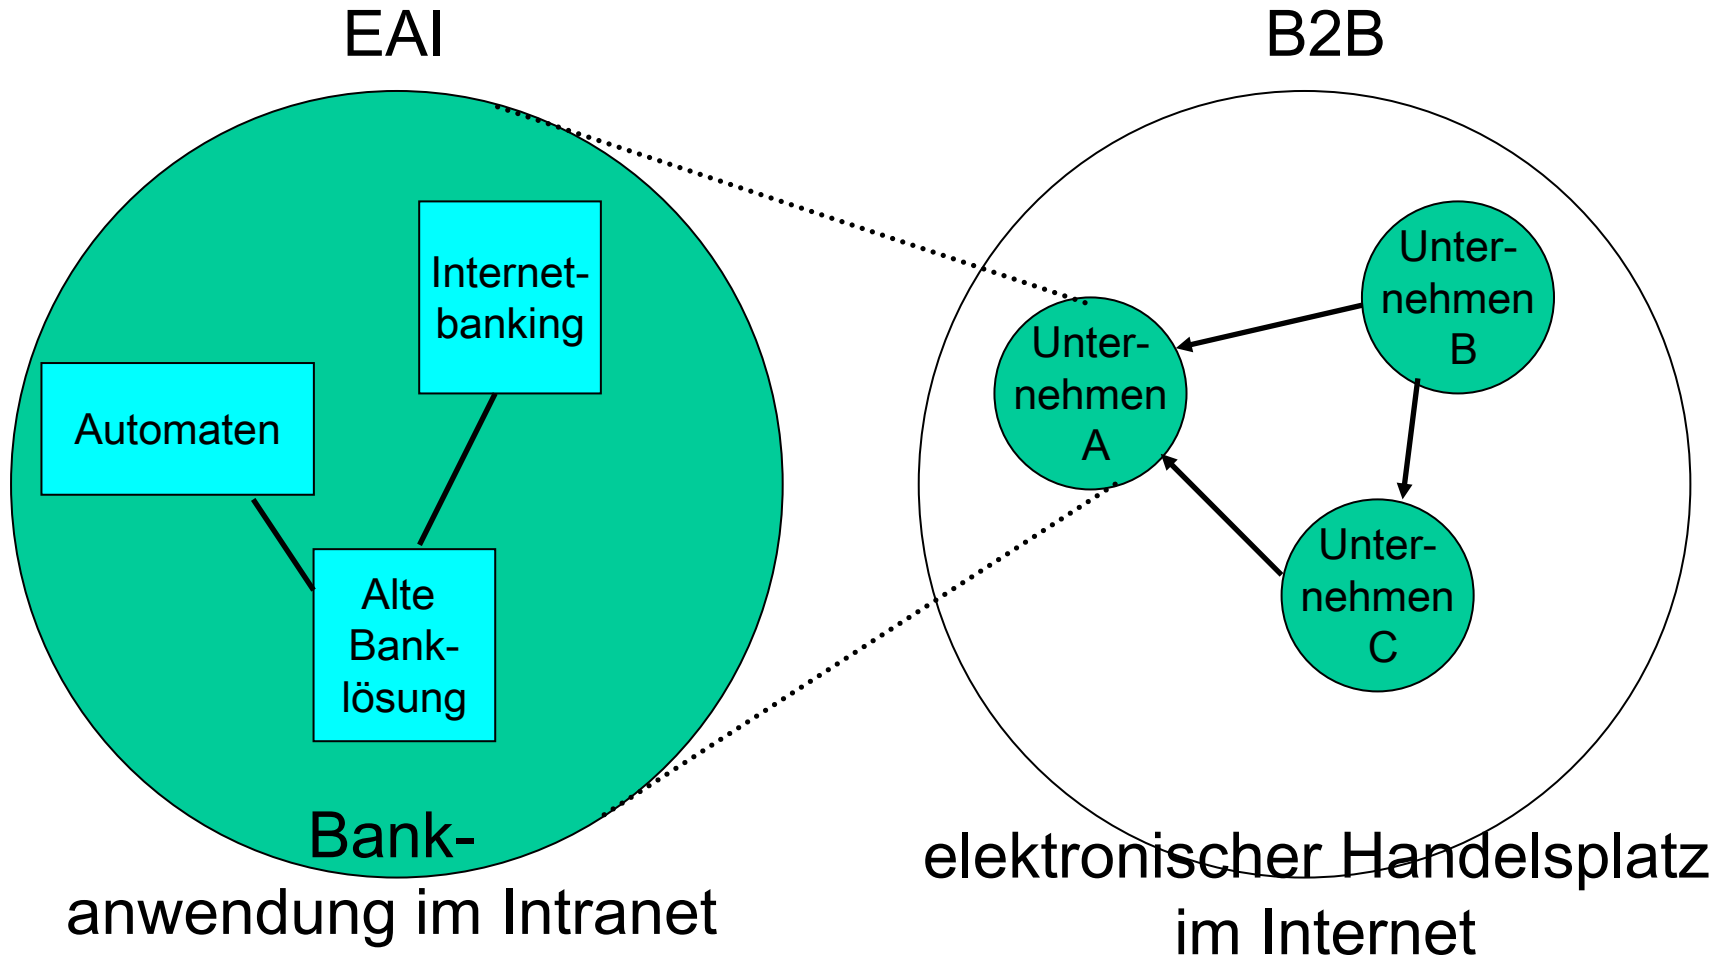 EAI
Internet-
banking
Automaten
Alte
Bank-
lösung
Bank-
anwendung im Intranet
B2B
Unter-
nehmen
B
Unter-
nehmen
A
Unter-
nehmen
C
elektronischer Handelsplatz
im Internet